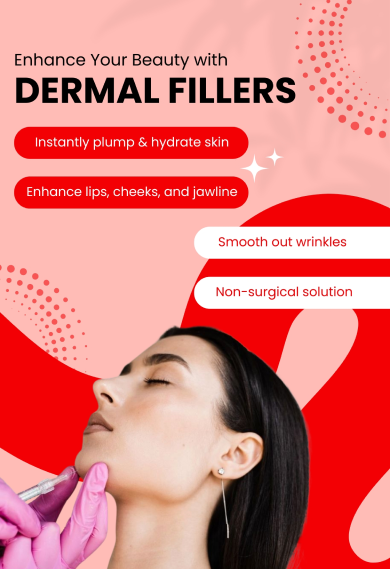 Enhance Your Beauty with
DERMAL FILLERS
Instantly plump & hydrate skin
Enhance lips, cheeks, and jawline
Smooth out wrinkles
Non-surgical solution